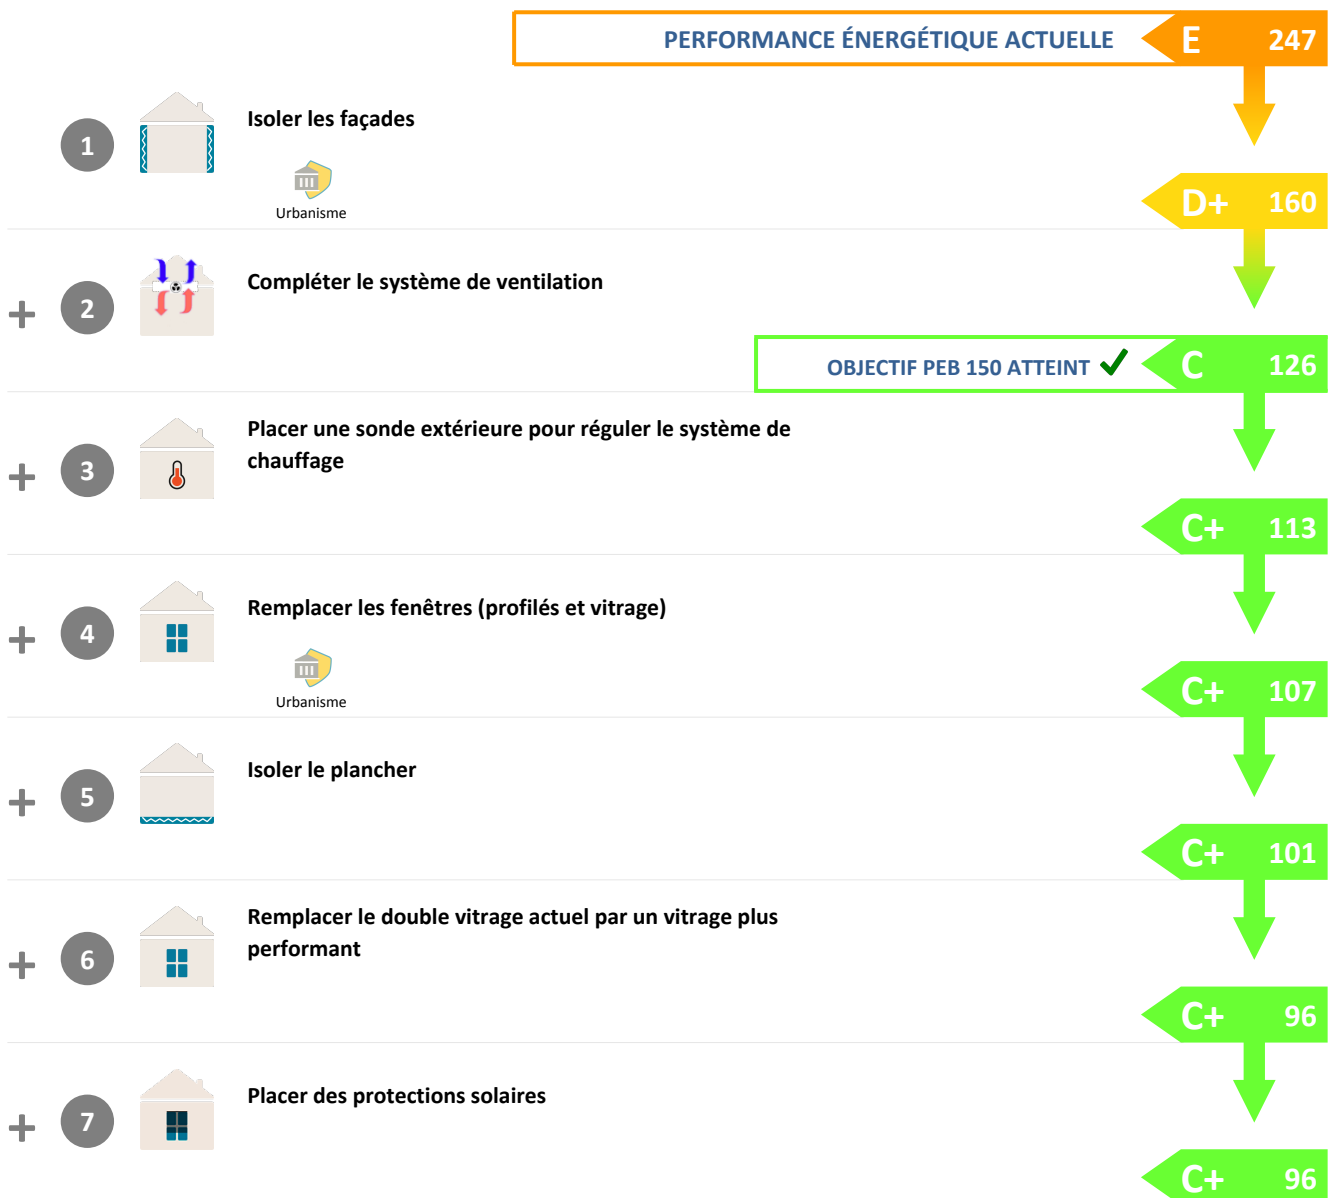 PERFORMANCE ÉNERGÉTIQUE ACTUELLE E 247
1 Isoler les façades
Urbanisme
D+ 160
+ 2 Compléter le système de ventilation
OBJECTIF PEB 150 ATTEINT ✓ C 126
Placer une sonde extérieure pour réguler le système de
+ 3 chauffage
C+ 113
+ 4 Remplacer les fenêtres (profilés et vitrage)
Urbanisme
C+ 107
+ 5 Isoler le plancher
C+ 101
Remplacer le double vitrage actuel par un vitrage plus
+ 6 performant
C+ 96
+ 7 Placer des protections solaires
C+ 96